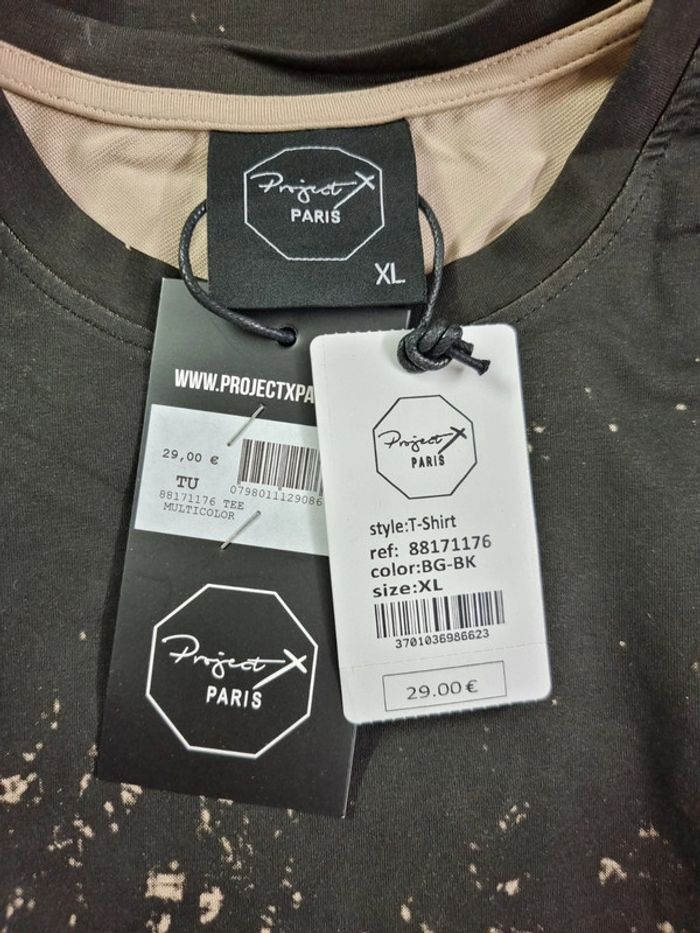 Project X
PARIS
XL
WWW.PROJECTXPA
29,00 €
TU
0798011129086
88171176 TEE
MULTICOLOR
Project X
PARIS
Project X
PARIS
style:T-Shirt
ref: 88171176
color:BG-BK
size:XL
3701036986623
29.00€